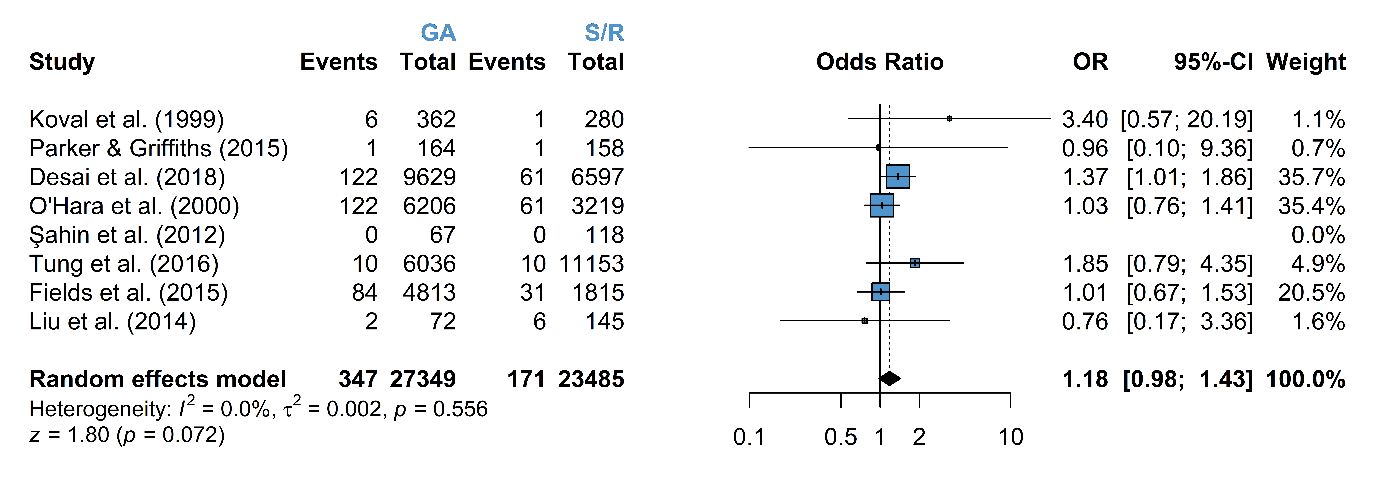 GA S/R
Study Events Total Events Total Odds Ratio OR 95%-CI Weight
Koval et al. (1999) 6 362 1 280 3.40 [0.57; 20.19] 1.1%
Parker & Griffiths (2015) 1 164 1 158 0.96 [0.10; 9.36] 0.7%
Desai et al. (2018) 122 9629 61 6597 1.37 [1.01; 1.86] 35.7%
O'Hara et al. (2000) 122 6206 61 3219 1.03 [0.76; 1.41] 35.4%
Şahin et al. (2012) 0 67 0 118 0.0%
Tung et al. (2016) 10 6036 10 11153 1.85 [0.79; 4.35] 4.9%
Fields et al. (2015) 84 4813 31 1815 1.01 [0.67; 1.53] 20.5%
Liu et al. (2014) 2 72 6 145 0.76 [0.17; 3.36] 1.6%
Random effects model 347 27349 171 23485 1.18 [0.98; 1.43] 100.0%
Heterogeneity: I² = 0.0%, τ² = 0.002, p = 0.556
z = 1.80 (p = 0.072)
0.1 0.5 1 2 10